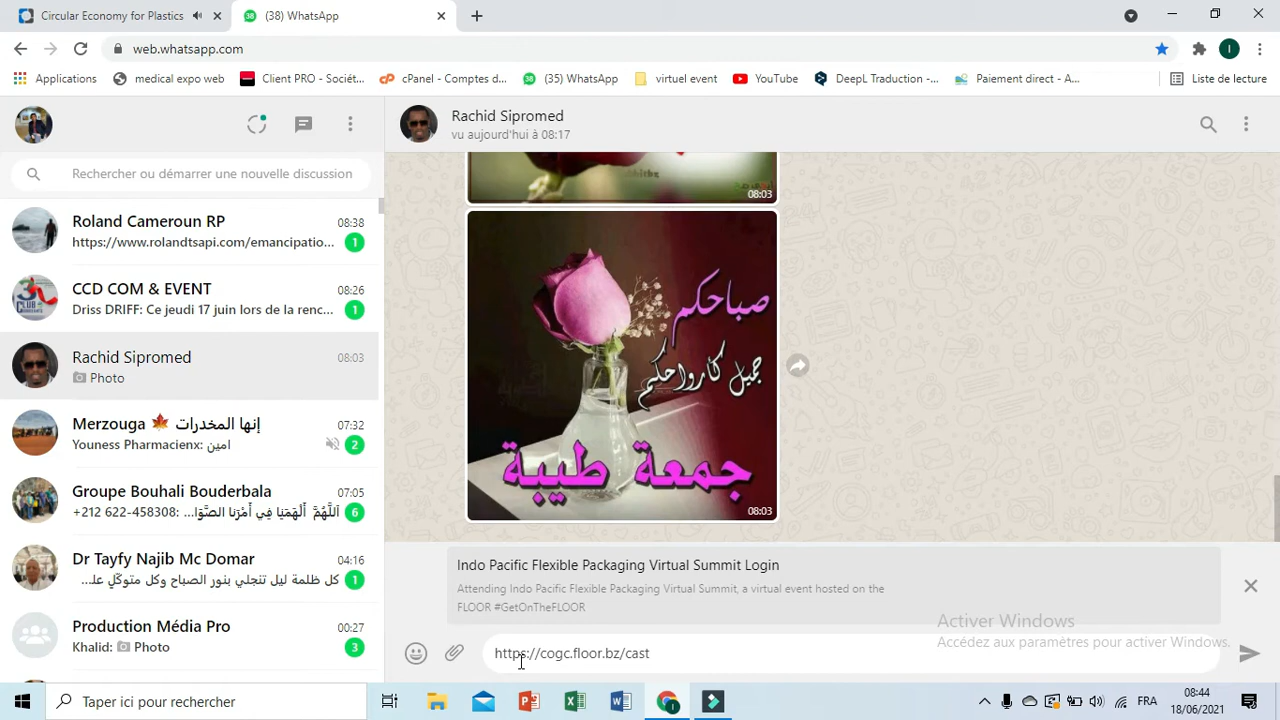 Circular Economy for Plastics
(38) WhatsApp
web.whatsapp.com
Applications
medical expo web
Client PRO - Sociét...
cPanel - Comptes d...
(35) WhatsApp
virtuel event
YouTube
DeepL Traduction -...
Paiement direct - A...
Liste de lecture
Rachid Sipromed
vu aujourd'hui à 08:17
Rechercher ou démarrer une nouvelle discussion
08:03
Roland Cameroun RP
08:38
https://www.rolandtsapi.com/emancipatio...
1
CCD COM & EVENT
08:26
Driss DRIFF: Ce jeudi 17 juin lors de la renc...
1
Rachid Sipromed
08:03
Photo
Merzouga 🍁 إنها المخدرات
07:32
Youness Pharmacienx: امين
2
Groupe Bouhali Bouderbala
07:05
+212 622-458308: اَللَّهُمَّ أَلْهِمْنَا فِي أَمْرِنَا الصَّوَا...
6
Dr Tayfy Najib Mc Domar
04:16
كل ظلمة ليل تنجلي بنور الصباح وكل متوكّل علـ...
1
Production Média Pro
00:27
Khalid: Photo
3
صباحكم
جميل كأرواحكم
جمعة طيبة
08:03
Indo Pacific Flexible Packaging Virtual Summit Login
Attending Indo Pacific Flexible Packaging Virtual Summit, a virtual event hosted on the
FLOOR #GetOnTheFLOOR
https://cogc.floor.bz/cast
Activer Windows
Accédez aux paramètres pour activer Windows.
Taper ici pour rechercher
FRA
08:44
18/06/2021